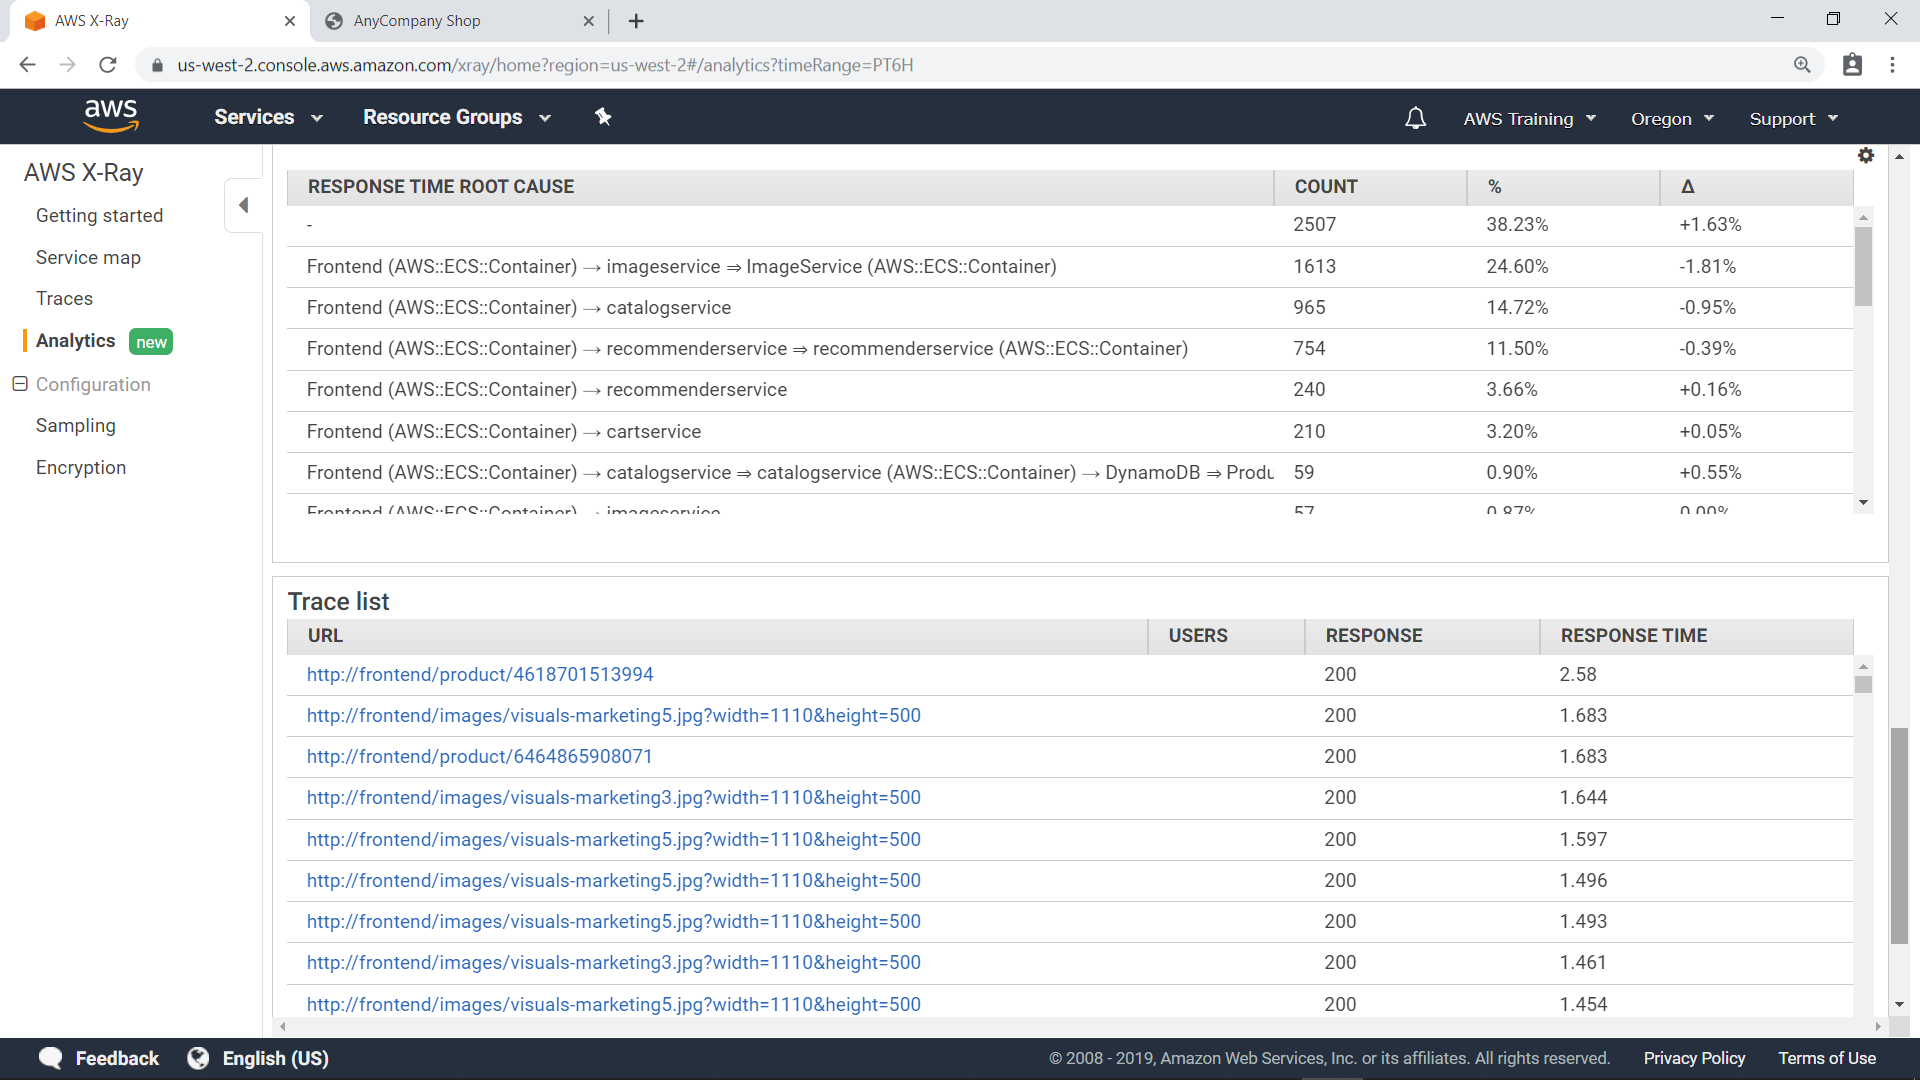 AWS X-Ray
AnyCompany Shop
us-west-2.console.aws.amazon.com/xray/home?region=us-west-2#/analytics?timeRange=PT6H
aws
Services
Resource Groups
AWS Training
Oregon
Support
AWS X-Ray
Getting started
Service map
Traces
Analytics new
Configuration
Sampling
Encryption
RESPONSE TIME ROOT CAUSE COUNT % Δ
- 2507 38.23% +1.63%
Frontend (AWS::ECS::Container) → imageservice ⇒ ImageService (AWS::ECS::Container) 1613 24.60% -1.81%
Frontend (AWS::ECS::Container) → catalogservice 965 14.72% -0.95%
Frontend (AWS::ECS::Container) → recommenderservice ⇒ recommenderservice (AWS::ECS::Container) 754 11.50% -0.39%
Frontend (AWS::ECS::Container) → recommenderservice 240 3.66% +0.16%
Frontend (AWS::ECS::Container) → cartservice 210 3.20% +0.05%
Frontend (AWS::ECS::Container) → catalogservice ⇒ catalogservice (AWS::ECS::Container) → DynamoDB ⇒ Produ 59 0.90% +0.55%
Frontend (AWS::ECS::Container) → imageservice 57 0.87% 0.00%
Trace list
URL USERS RESPONSE RESPONSE TIME
http://frontend/product/4618701513994 200 2.58
http://frontend/images/visuals-marketing5.jpg?width=1110&height=500 200 1.683
http://frontend/product/6464865908071 200 1.683
http://frontend/images/visuals-marketing3.jpg?width=1110&height=500 200 1.644
http://frontend/images/visuals-marketing5.jpg?width=1110&height=500 200 1.597
http://frontend/images/visuals-marketing5.jpg?width=1110&height=500 200 1.496
http://frontend/images/visuals-marketing5.jpg?width=1110&height=500 200 1.493
http://frontend/images/visuals-marketing3.jpg?width=1110&height=500 200 1.461
http://frontend/images/visuals-marketing5.jpg?width=1110&height=500 200 1.454
Feedback
English (US)
© 2008 - 2019, Amazon Web Services, Inc. or its affiliates. All rights reserved.
Privacy Policy
Terms of Use